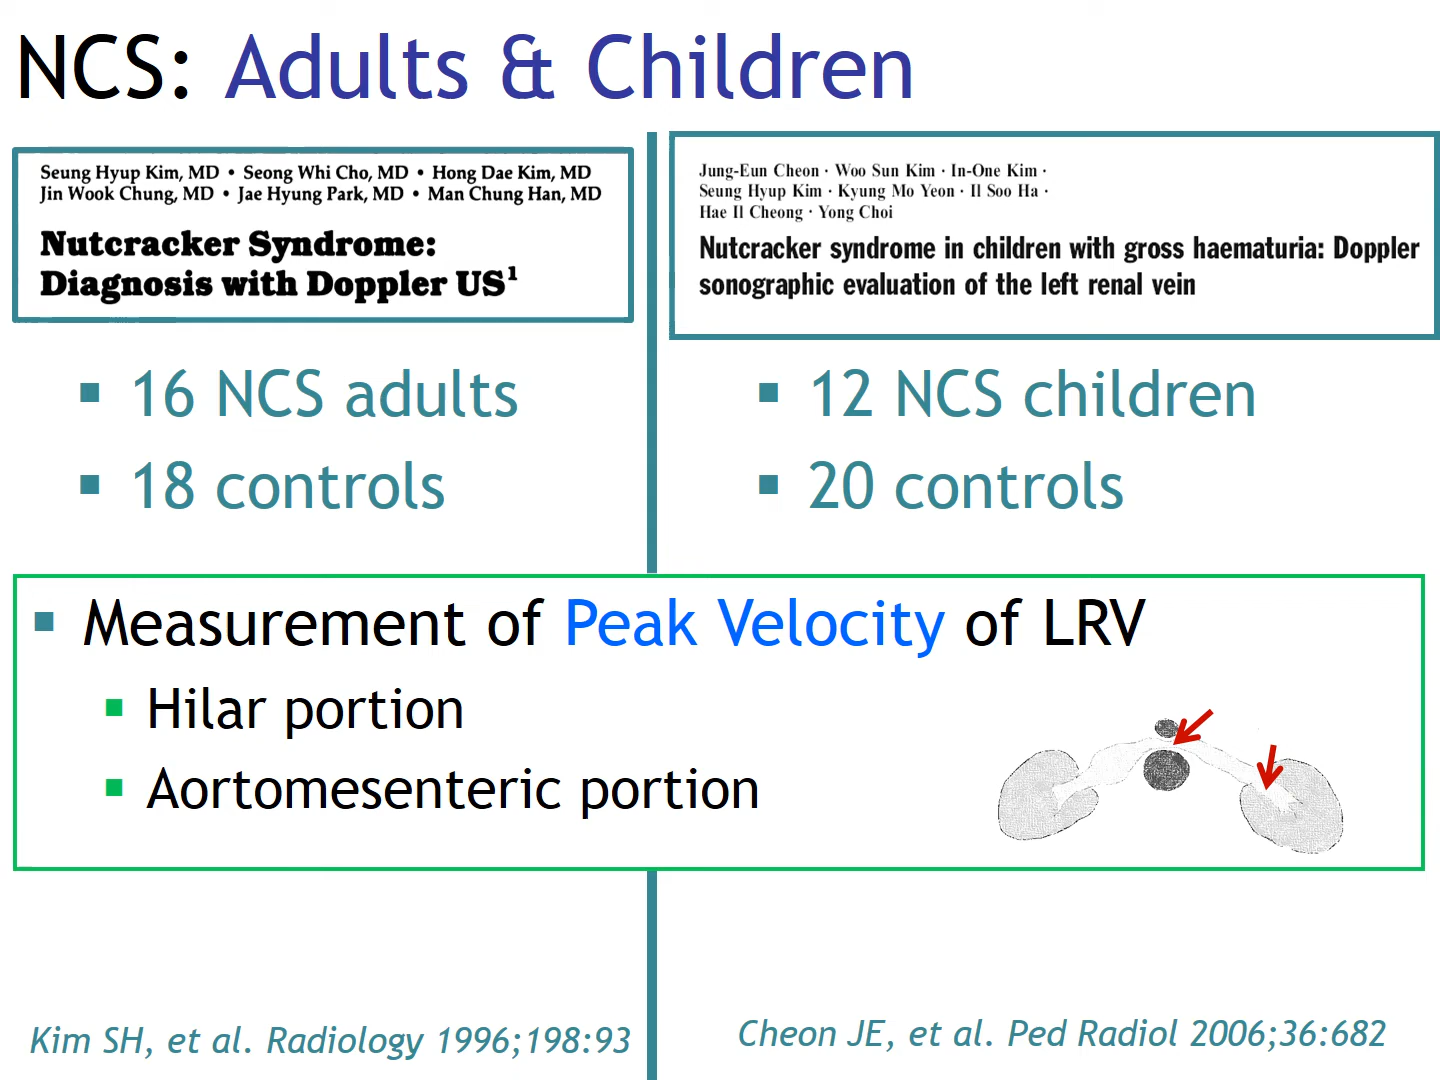 NCS: Adults & Children
Seung Hyup Kim, MD • Seong Whi Cho, MD • Hong Dae Kim, MD
Jin Wook Chung, MD • Jae Hyung Park, MD • Man Chung Han, MD
Nutcracker Syndrome:
Diagnosis with Doppler US¹
▪ 16 NCS adults
▪ 18 controls
Jung-Eun Cheon · Woo Sun Kim · In-One Kim ·
Seung Hyup Kim · Kyung Mo Yeon · Il Soo Ha ·
Hae Il Cheong · Yong Choi
Nutcracker syndrome in children with gross haematuria: Doppler
sonographic evaluation of the left renal vein
▪ 12 NCS children
▪ 20 controls
▪ Measurement of Peak Velocity of LRV
▪ Hilar portion
▪ Aortomesenteric portion
Kim SH, et al. Radiology 1996;198:93
Cheon JE, et al. Ped Radiol 2006;36:682